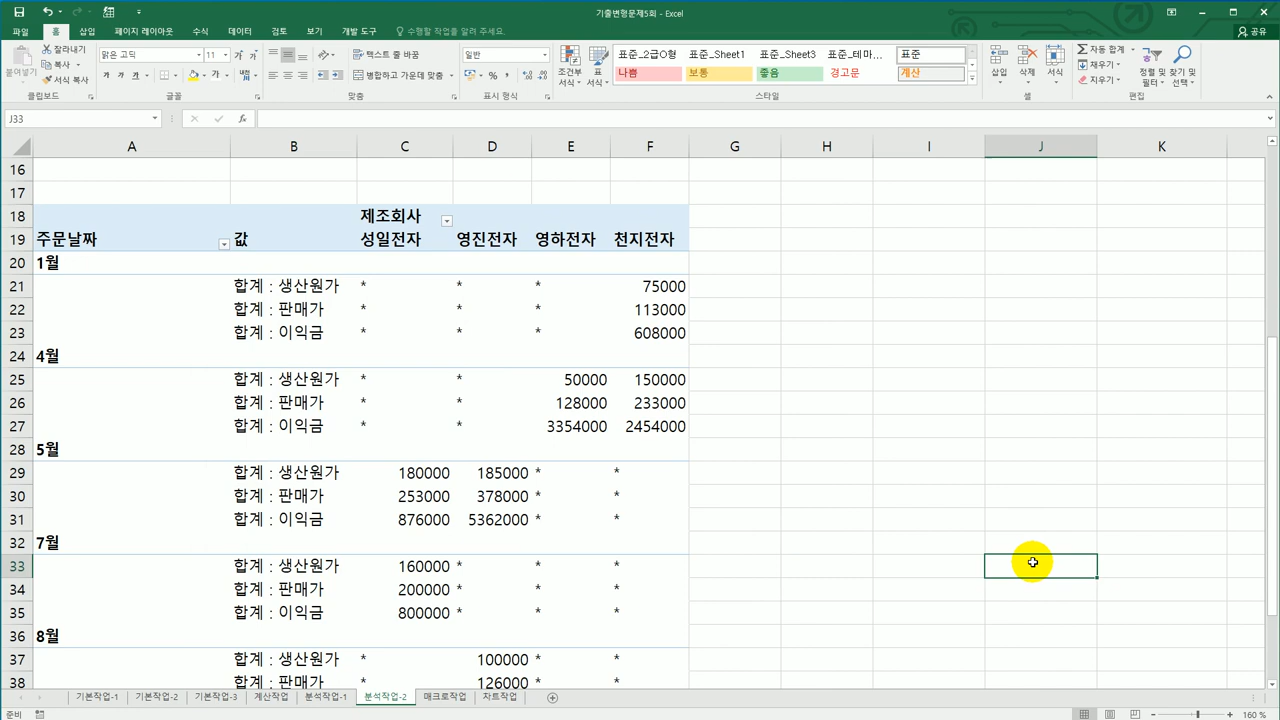 기출변형문제5회 - Excel
파일 홈 삽입 페이지 레이아웃 수식 데이터 검토 보기 개발 도구 수행할 작업을 알려 주세요. 공유
붙여넣기
잘라내기
복사
서식 복사
클립보드
맑은 고딕 11
가 가 가
글꼴
텍스트 줄 바꿈
병합하고 가운데 맞춤
맞춤
일반
표시 형식
조건부 서식
표 서식
표준_2급O형 표준_Sheet1 표준_Sheet3 표준_테마... 표준
나쁨 보통 좋음 경고문 계산
스타일
삽입 삭제 서식
셀
자동 합계
채우기
지우기
정렬 및 필터
찾기 및 선택
편집
J33 fx
A B C D E F G H I J K
16
17
18 제조회사
19 주문날짜 값 성일전자 영진전자 영하전자 천지전자
20 1월
21 합계 : 생산원가 * * * 75000
22 합계 : 판매가 * * * 113000
23 합계 : 이익금 * * * 608000
24 4월
25 합계 : 생산원가 * * 50000 150000
26 합계 : 판매가 * * 128000 233000
27 합계 : 이익금 * * 3354000 2454000
28 5월
29 합계 : 생산원가 180000 185000 * *
30 합계 : 판매가 253000 378000 * *
31 합계 : 이익금 876000 5362000 * *
32 7월
33 합계 : 생산원가 160000 * * *
34 합계 : 판매가 200000 * * *
35 합계 : 이익금 800000 * * *
36 8월
37 합계 : 생산원가 * 100000 * *
38 합계 : 판매가 * 126000 * *
기본작업-1 기본작업-2 기본작업-3 계산작업 분석작업-1 분석작업-2 매크로작업 차트작업
준비 160 %